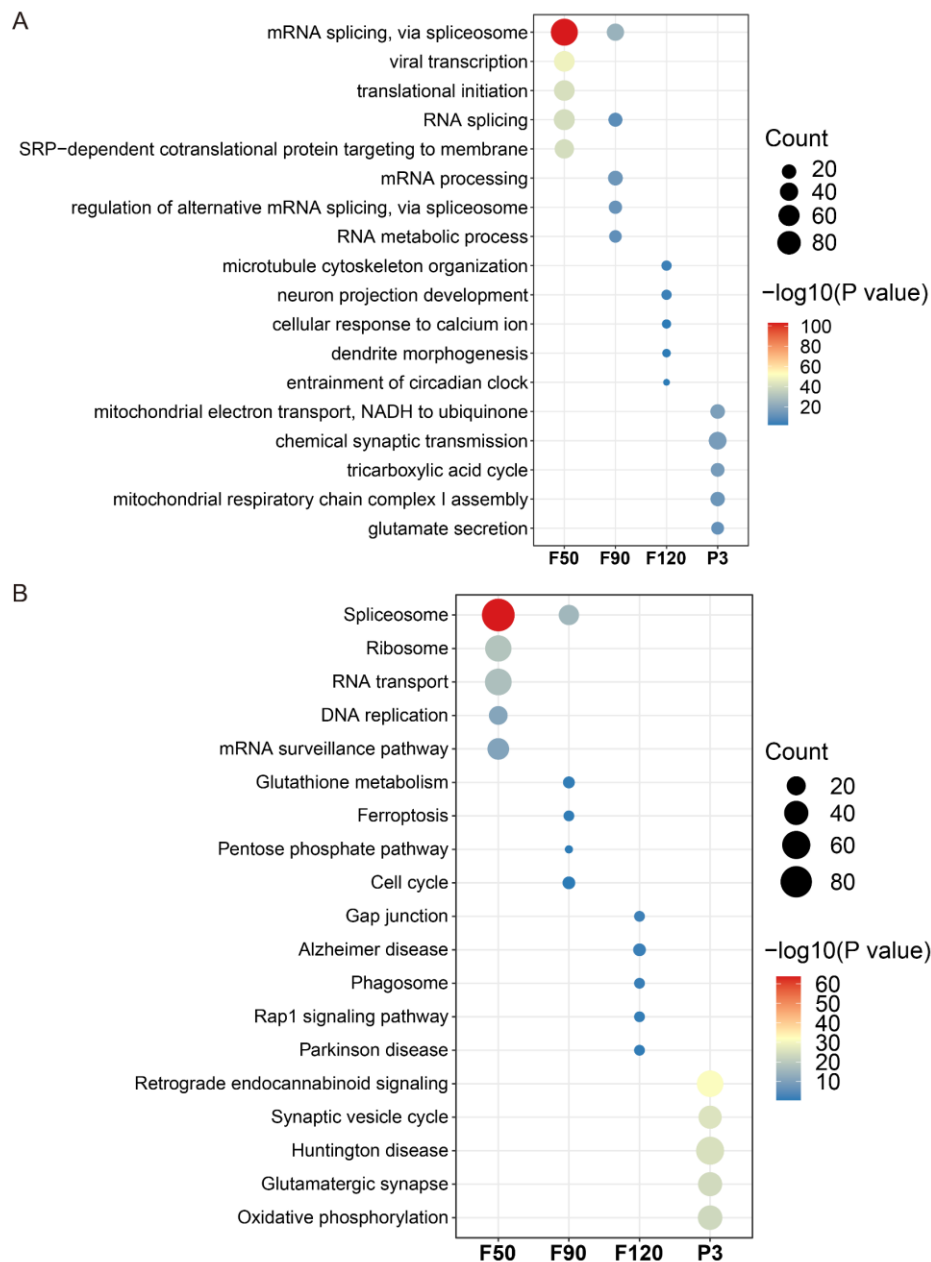 A
mRNA splicing, via spliceosome
viral transcription
translational initiation
RNA splicing
SRP−dependent cotranslational protein targeting to membrane
mRNA processing
regulation of alternative mRNA splicing, via spliceosome
RNA metabolic process
microtubule cytoskeleton organization
neuron projection development
cellular response to calcium ion
dendrite morphogenesis
entrainment of circadian clock
mitochondrial electron transport, NADH to ubiquinone
chemical synaptic transmission
tricarboxylic acid cycle
mitochondrial respiratory chain complex I assembly
glutamate secretion
F50 F90 F120 P3
Count
20
40
60
80
−log10(P value)
100
80
60
40
20
B
Spliceosome
Ribosome
RNA transport
DNA replication
mRNA surveillance pathway
Glutathione metabolism
Ferroptosis
Pentose phosphate pathway
Cell cycle
Gap junction
Alzheimer disease
Phagosome
Rap1 signaling pathway
Parkinson disease
Retrograde endocannabinoid signaling
Synaptic vesicle cycle
Huntington disease
Glutamatergic synapse
Oxidative phosphorylation
F50 F90 F120 P3
Count
20
40
60
80
−log10(P value)
60
50
40
30
20
10